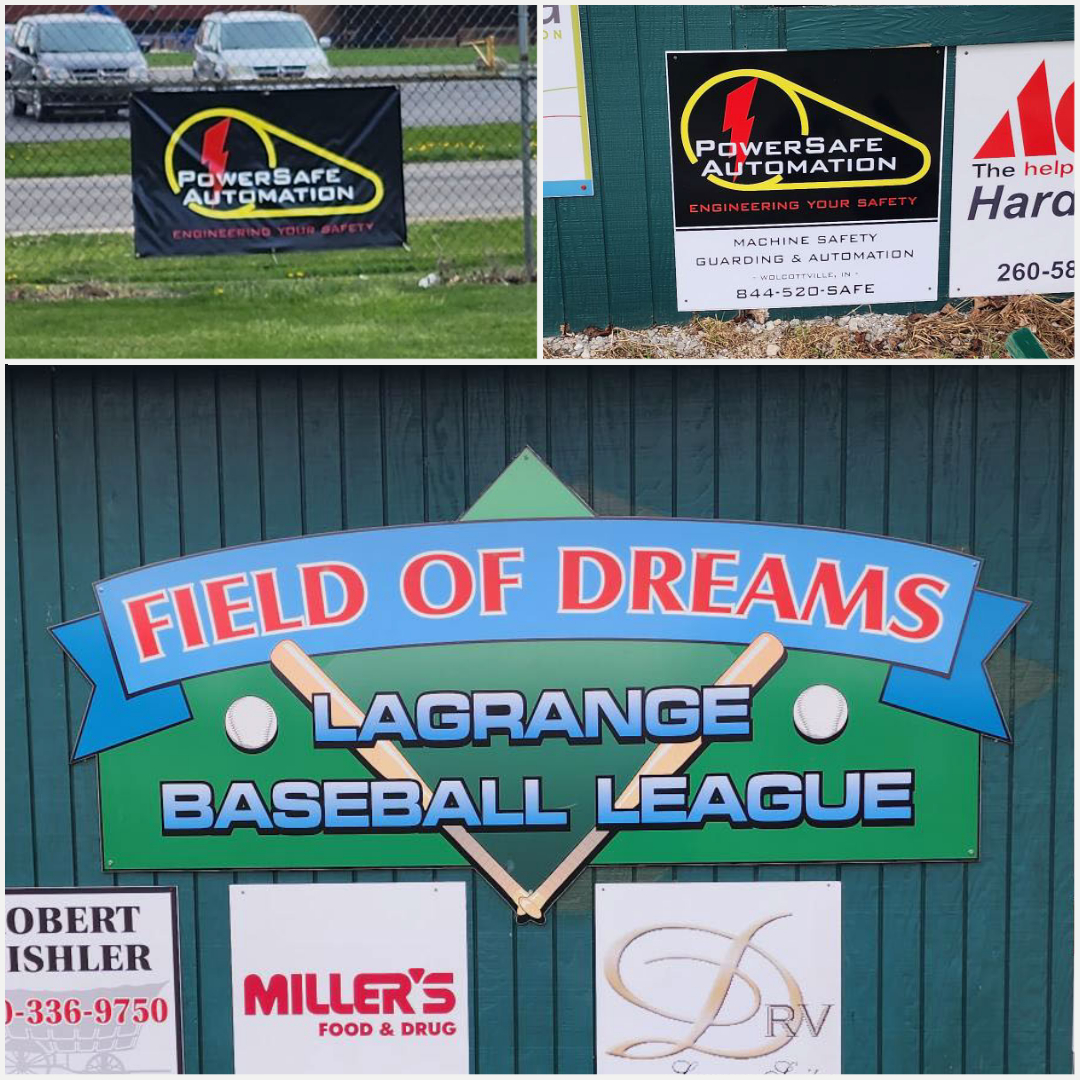 POWERSAFE
AUTOMATION
ENGINEERING YOUR SAFETY
POWERSAFE
AUTOMATION
ENGINEERING YOUR SAFETY
MACHINE SAFETY
GUARDING & AUTOMATION
- WOLCOTTVILLE, IN -
844-520-SAFE
The help
Hard
260-58
FIELD OF DREAMS
LAGRANGE
BASEBALL LEAGUE
OBERT
ISHLER
0-336-9750
MILLER'S
FOOD & DRUG
D
RV